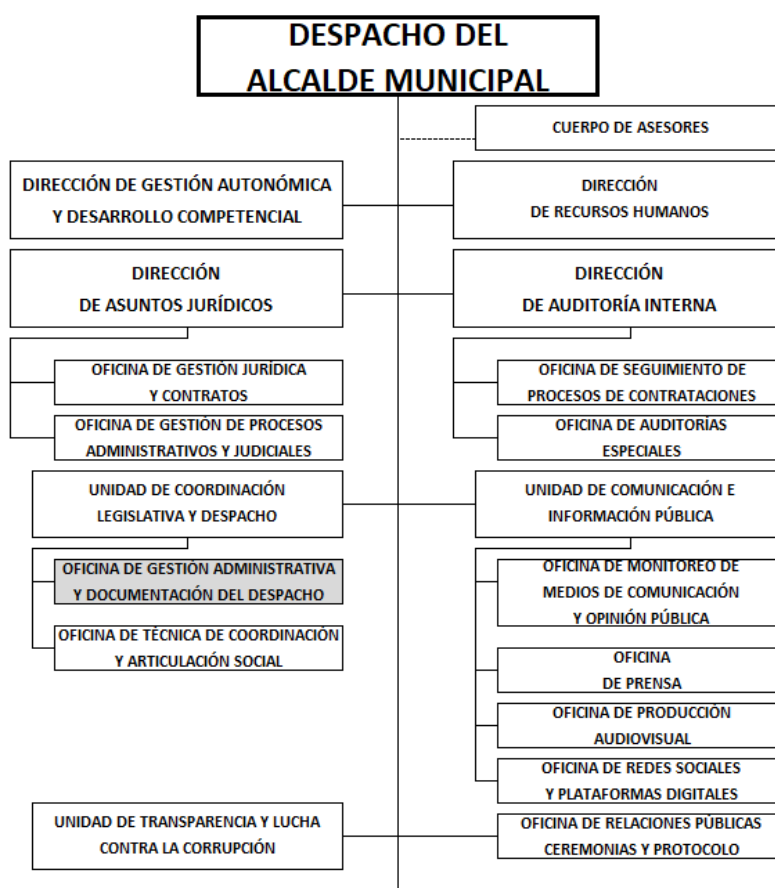 DESPACHO DEL
ALCALDE MUNICIPAL
CUERPO DE ASESORES
DIRECCIÓN DE GESTIÓN AUTONÓMICA
Y DESARROLLO COMPETENCIAL
DIRECCIÓN
DE RECURSOS HUMANOS
DIRECCIÓN
DE ASUNTOS JURÍDICOS
DIRECCIÓN
DE AUDITORÍA INTERNA
OFICINA DE GESTIÓN JURÍDICA
Y CONTRATOS
OFICINA DE SEGUIMIENTO DE
PROCESOS DE CONTRATACIONES
OFICINA DE GESTIÓN DE PROCESOS
ADMINISTRATIVOS Y JUDICIALES
OFICINA DE AUDITORÍAS
ESPECIALES
UNIDAD DE COORDINACIÓN
LEGISLATIVA Y DESPACHO
UNIDAD DE COMUNICACIÓN E
INFORMACIÓN PÚBLICA
OFICINA DE GESTIÓN ADMINISTRATIVA
Y DOCUMENTACIÓN DEL DESPACHO
OFICINA DE MONITOREO DE
MEDIOS DE COMUNICACIÓN
Y OPINIÓN PÚBLICA
OFICINA DE TÉCNICA DE COORDINACIÓN
Y ARTICULACIÓN SOCIAL
OFICINA
DE PRENSA
OFICINA DE PRODUCCIÓN
AUDIOVISUAL
OFICINA DE REDES SOCIALES
Y PLATAFORMAS DIGITALES
UNIDAD DE TRANSPARENCIA Y LUCHA
CONTRA LA CORRUPCIÓN
OFICINA DE RELACIONES PÚBLICAS
CEREMONIAS Y PROTOCOLO